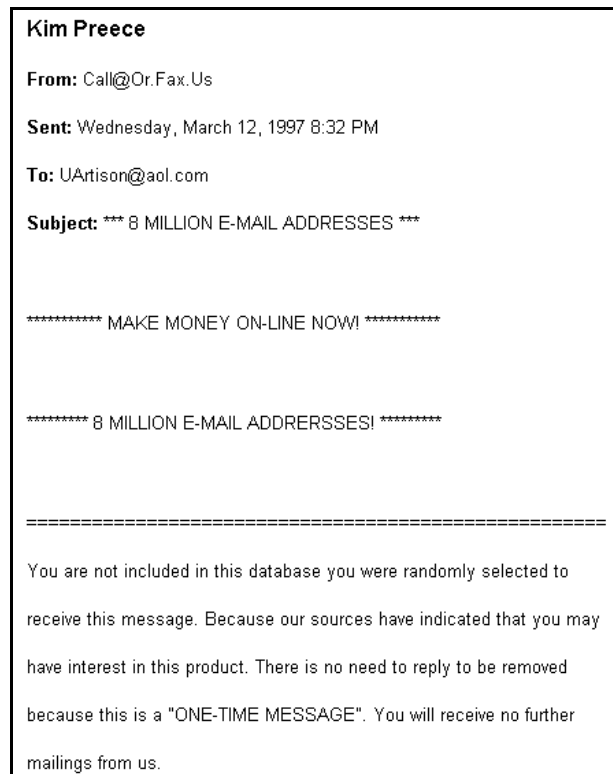 Kim Preece
From: Call@Or.Fax.Us
Sent: Wednesday, March 12, 1997 8:32 PM
To: UArtison@aol.com
Subject: *** 8 MILLION E-MAIL ADDRESSES ***
*********** MAKE MONEY ON-LINE NOW! ***********
********* 8 MILLION E-MAIL ADDRERSSES! *********
=====================================================
You are not included in this database you were randomly selected to
receive this message. Because our sources have indicated that you may
have interest in this product. There is no need to reply to be removed
because this is a "ONE-TIME MESSAGE". You will receive no further
mailings from us.